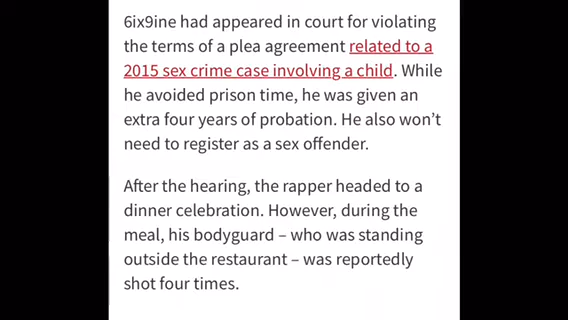 6ix9ine had appeared in court for violating
the terms of a plea agreement related to a
2015 sex crime case involving a child. While
he avoided prison time, he was given an
extra four years of probation. He also won’t
need to register as a sex offender.
After the hearing, the rapper headed to a
dinner celebration. However, during the
meal, his bodyguard – who was standing
outside the restaurant – was reportedly
shot four times.